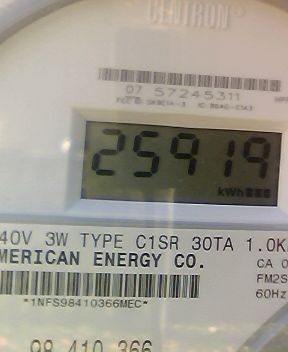 CENTRON
07 57245311
25919
kWh
40V 3W TYPE C1SR 30TA 1.0K
MERICAN ENERGY CO.
CA 0
FM2S
60Hz
*1NFS98410366MEC*
98 410 366